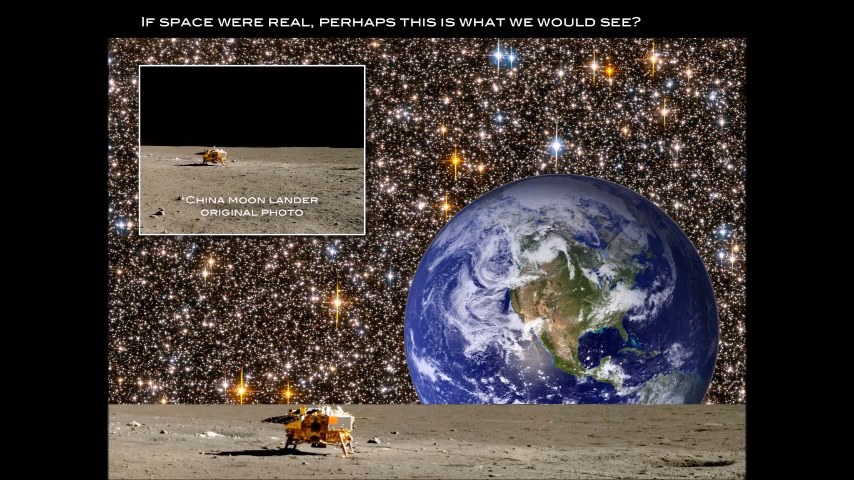 If space were real, perhaps this is what we would see?
*China moon lander
original photo